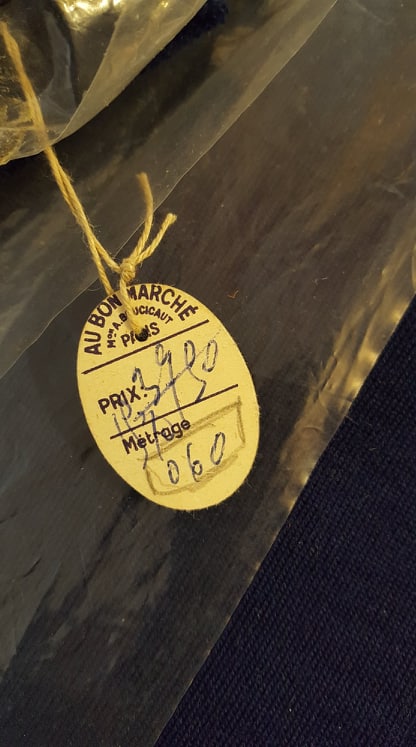 AU BON MARCHÉ
Mon A. BOUCICAUT
PARIS
PRIX:
Métrage
060